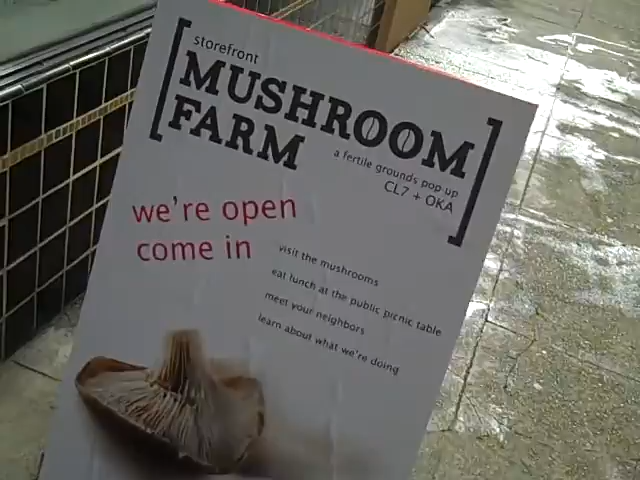 storefront
MUSHROOM
FARM
a fertile grounds pop up
CL7 + OKA
we're open
come in
visit the mushrooms
eat lunch at the public picnic table
meet your neighbors
learn about what we're doing